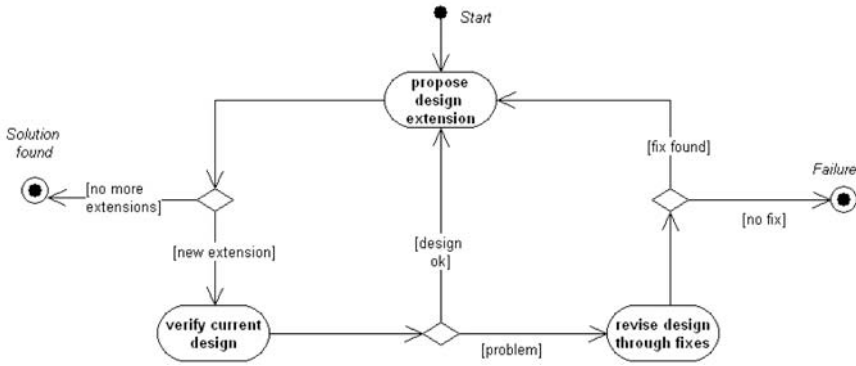 Start
propose
design
extension
Solution
found
[fix found]
Failure
[no more
extensions]
[no fix]
[new extension]
[design
ok]
verify current
design
[problem]
revise design
through fixes